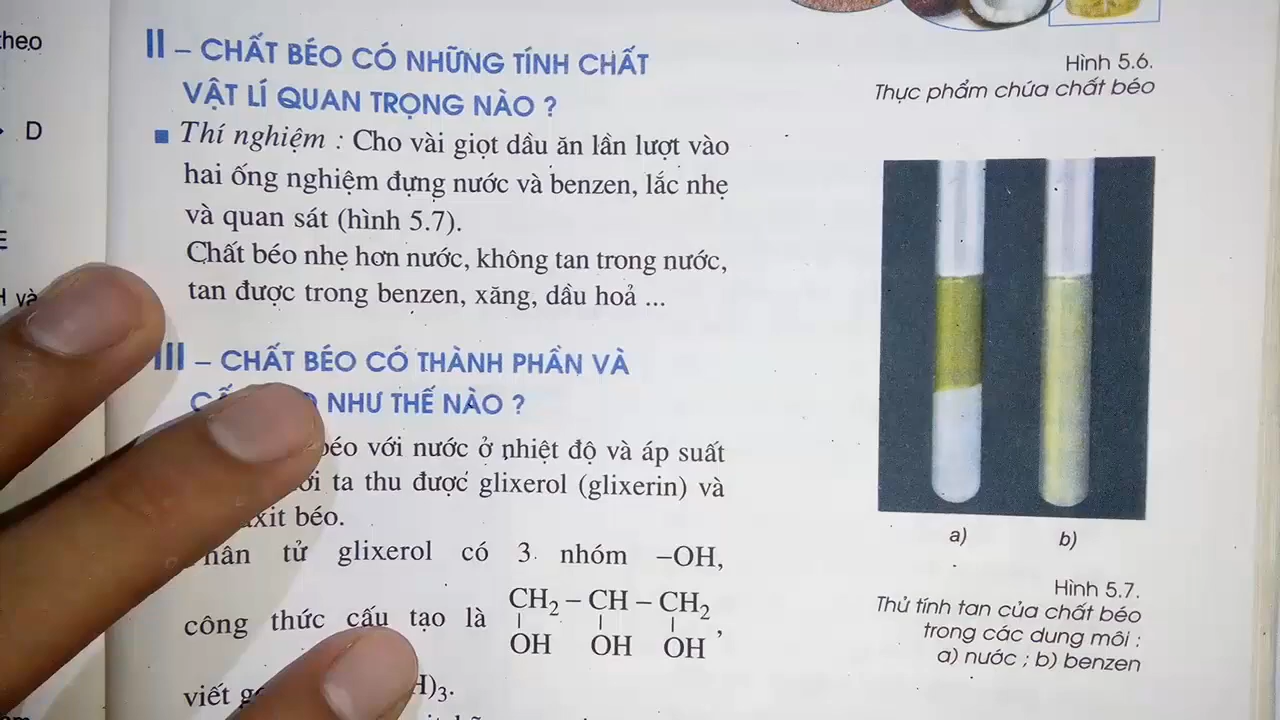 theo
D
II – CHẤT BÉO CÓ NHỮNG TÍNH CHẤT
VẬT LÍ QUAN TRỌNG NÀO ?
Thí nghiệm : Cho vài giọt dầu ăn lần lượt vào
hai ống nghiệm đựng nước và benzen, lắc nhẹ
và quan sát (hình 5.7).
Chất béo nhẹ hơn nước, không tan trong nước,
tan được trong benzen, xăng, dầu hoả ...
III – CHẤT BÉO CÓ THÀNH PHẦN VÀ
NHƯ THẾ NÀO ?
béo với nước ở nhiệt độ và áp suất
ta thu được glixerol (glixerin) và
axit béo.
tử glixerol có 3 nhóm –OH,
công thức cấu tạo là CH2 – CH – CH2 ,
OH OH OH
viết H)3.
Hình 5.6.
Thực phẩm chứa chất béo
a) b)
Hình 5.7.
Thử tính tan của chất béo
trong các dung môi :
a) nước ; b) benzen